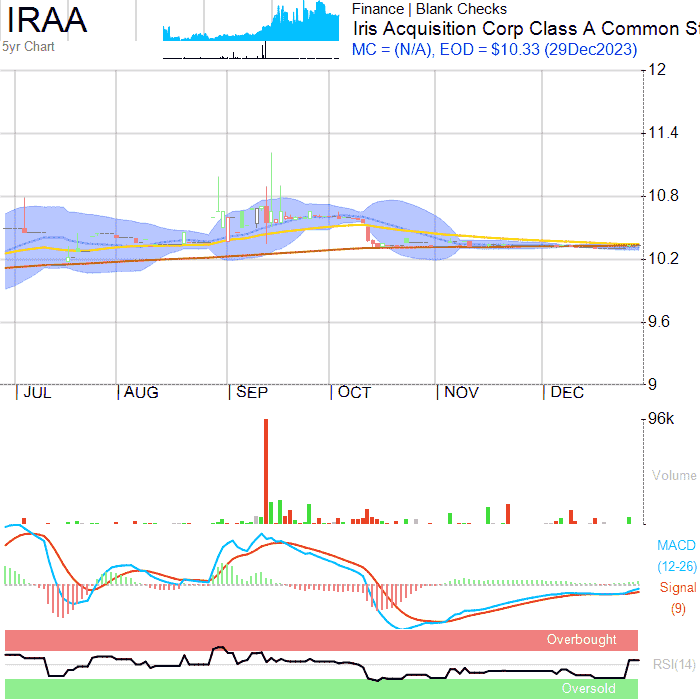 IRAA
5yr Chart
Finance | Blank Checks
Iris Acquisition Corp Class A Common St
MC = (N/A), EOD = $10.33 (29Dec2023)
12
11.4
10.8
10.2
9.6
9
JUL AUG SEP OCT NOV DEC
96k
Volume
MACD
(12-26)
Signal
(9)
Overbought
RSI(14)
Oversold